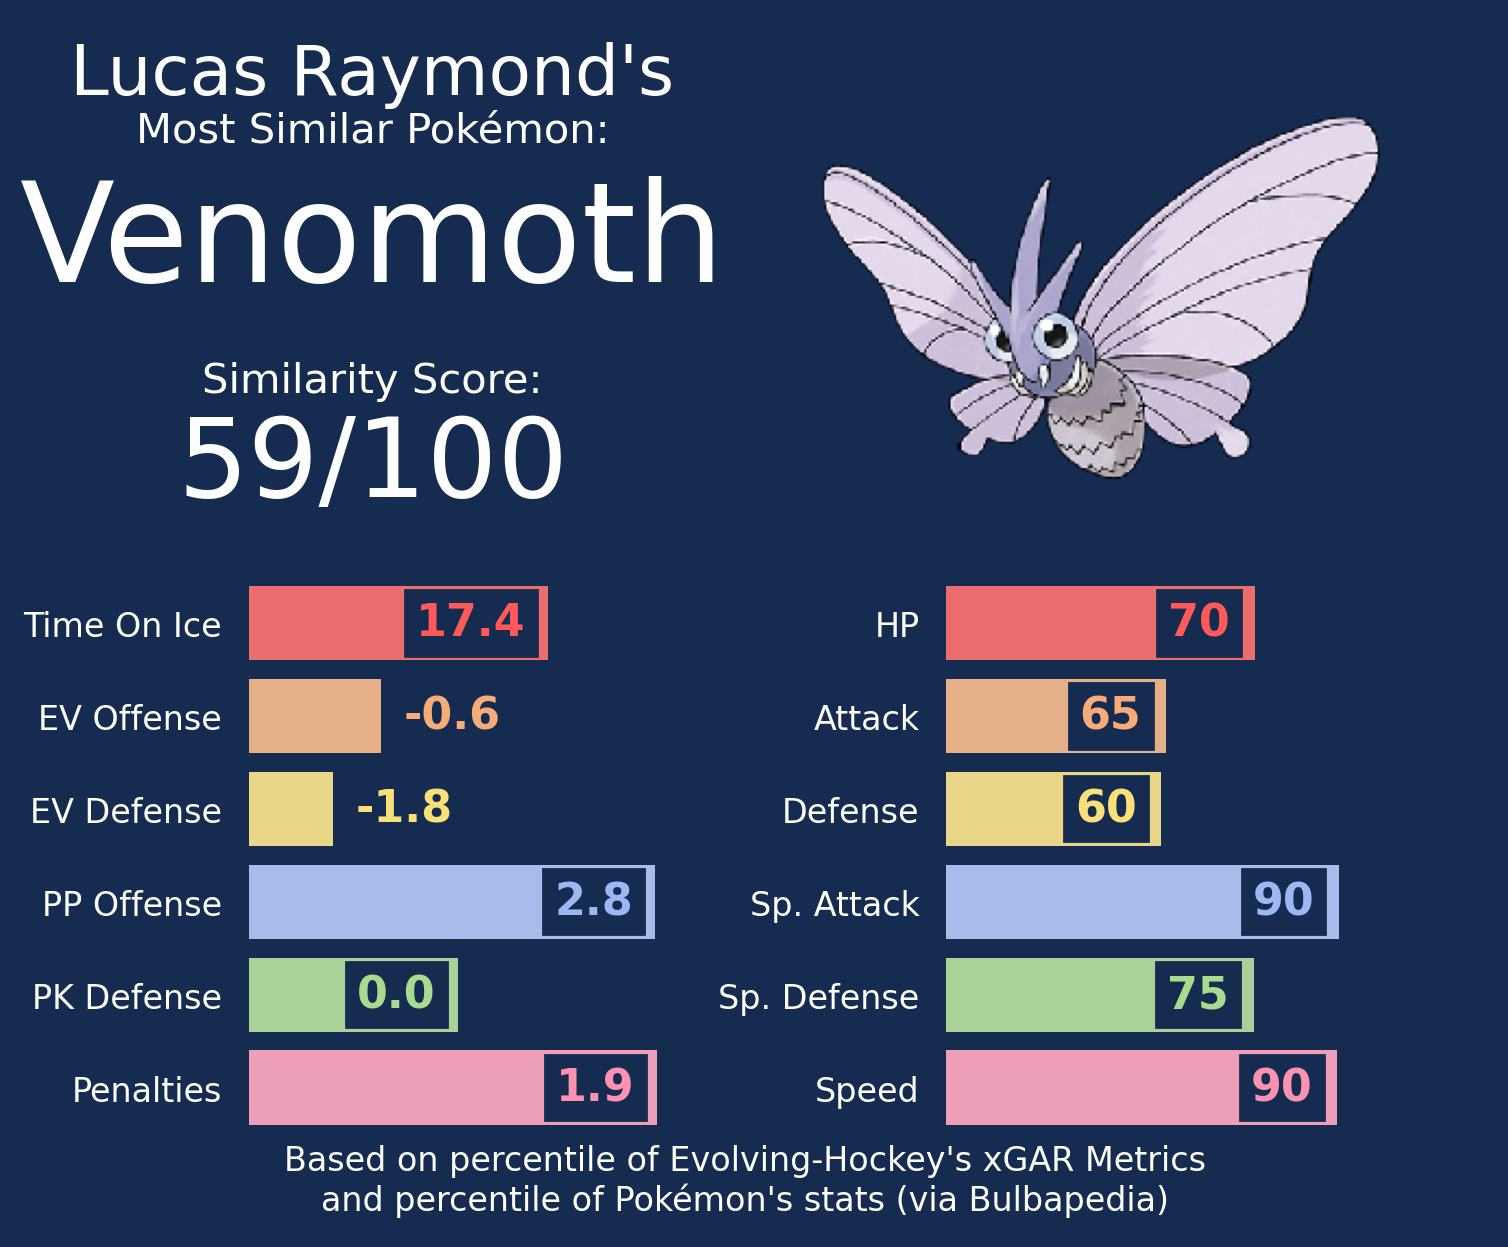 Lucas Raymond's
Most Similar Pokémon:
Venomoth
Similarity Score:
59/100
Time On Ice 17.4
EV Offense -0.6
EV Defense -1.8
PP Offense 2.8
PK Defense 0.0
Penalties 1.9
HP 70
Attack 65
Defense 60
Sp. Attack 90
Sp. Defense 75
Speed 90
Based on percentile of Evolving-Hockey's xGAR Metrics
and percentile of Pokémon's stats (via Bulbapedia)